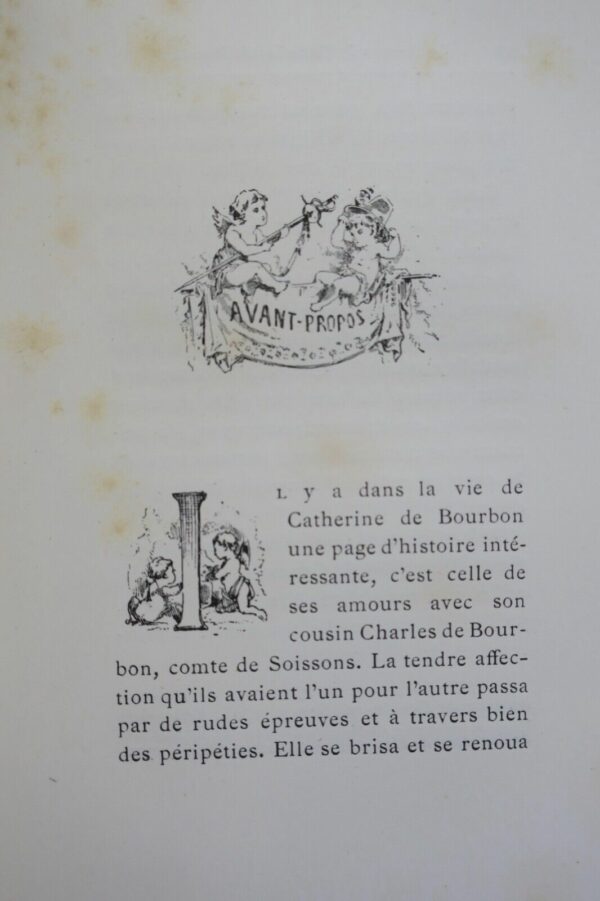 AVANT-PROPOS
IL y a dans la vie de
Catherine de Bourbon
une page d'histoire inté-
ressante, c'est celle de
ses amours avec son
cousin Charles de Bour-
bon, comte de Soissons. La tendre affec-
tion qu'ils avaient l'un pour l'autre passa
par de rudes épreuves et à travers bien
des péripéties. Elle se brisa et se renoua